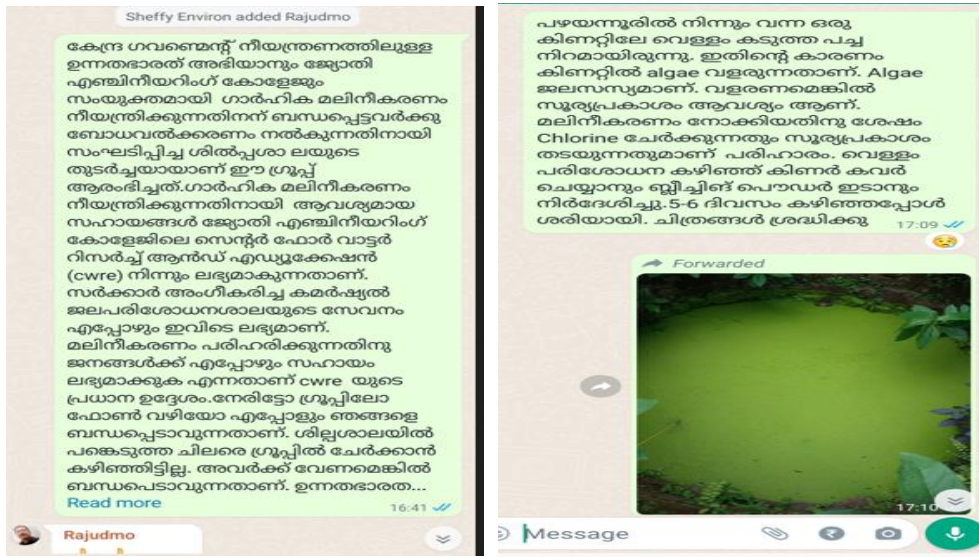 Sheffy Environ added Rajudmo
കേന്ദ്ര ഗവണ്മെന്റ് നീയന്ത്രണത്തിലുള്ള
ഉന്നതഭാരത് അഭിയാനും ജ്യോതി
എഞ്ചിനീയറിംഗ് കോളേജും
സംയുക്തമായി ഗാർഹിക മലിനീകരണം
നീയന്ത്രിക്കുന്നതിനന് ബന്ധപ്പെട്ടവർക്കു
ബോധവൽക്കരണം നൽകുന്നതിനായി
സംഘടിപ്പിച്ച ശിൽപ്പശാ ലയുടെ
തുടർച്ചയായാണ് ഈ ഗ്രൂപ്പ്
ആരംഭിച്ചത്.ഗാർഹിക മലിനീകരണം
നീയന്ത്രിക്കുന്നതിനായി ആവശ്യമായ
സഹായങ്ങൾ ജ്യോതി എഞ്ചിനീയറിംഗ്
കോളേജിലെ സെന്റർ ഫോർ വാട്ടർ
റിസർച്ച് ആൻഡ് എഡ്യൂക്കേഷൻ
(cwre) നിന്നും ലഭ്യമാകുന്നതാണ്.
സർക്കാർ അംഗീകരിച്ച കമർഷ്യൽ
ജലപരിശോധനശാലയുടെ സേവനം
എപ്പോഴും ഇവിടെ ലഭ്യമാണ്.
മലിനീകരണം പരിഹരിക്കുന്നതിനു
ജനങ്ങൾക്ക് എപ്പോഴും സഹായം
ലഭ്യമാക്കുക എന്നതാണ് cwre യുടെ
പ്രധാന ഉദ്ദേശം.നേരിട്ടോ ഗ്രൂപ്പിലോ
ഫോൺ വഴിയോ എപ്പോളും ഞങ്ങളെ
ബന്ധപ്പെടാവുന്നതാണ്. ശില്പശാലയിൽ
പങ്കെടുത്ത ചിലരെ ഗ്രൂപ്പിൽ ചേർക്കാൻ
കഴിഞ്ഞിട്ടില്ല. അവർക്ക് വേണമെങ്കിൽ
ബന്ധപെടാവുന്നതാണ്. ഉന്നതഭാരത...
Read more
16:41
Rajudmo
പഴയന്നൂരിൽ നിന്നും വന്ന ഒരു
കിണറ്റിലേ വെള്ളം കടുത്ത പച്ച
നിറമായിരുന്നു. ഇതിന്റെ കാരണം
കിണറ്റിൽ algae വളരുന്നതാണ്. Algae
ജലസസ്യമാണ്. വളരണമെങ്കിൽ
സൂര്യപ്രകാശം ആവശ്യം ആണ്.
മലിനീകരണം നോക്കിയതിനു ശേഷം
Chlorine ചേർക്കുന്നതും സൂര്യപ്രകാശം
തടയുന്നതുമാണ് പരിഹാരം. വെള്ളം
പരിശോധന കഴിഞ്ഞ് കിണർ കവർ
ചെയ്യാനും ബ്ലീച്ചിങ് പൌഡർ ഇടാനും
നിർദേശിച്ചു.5-6 ദിവസം കഴിഞ്ഞപ്പോൾ
ശരിയായി. ചിത്രങ്ങൾ ശ്രദ്ധിക്കു
17:09
Forwarded
17:10
Message